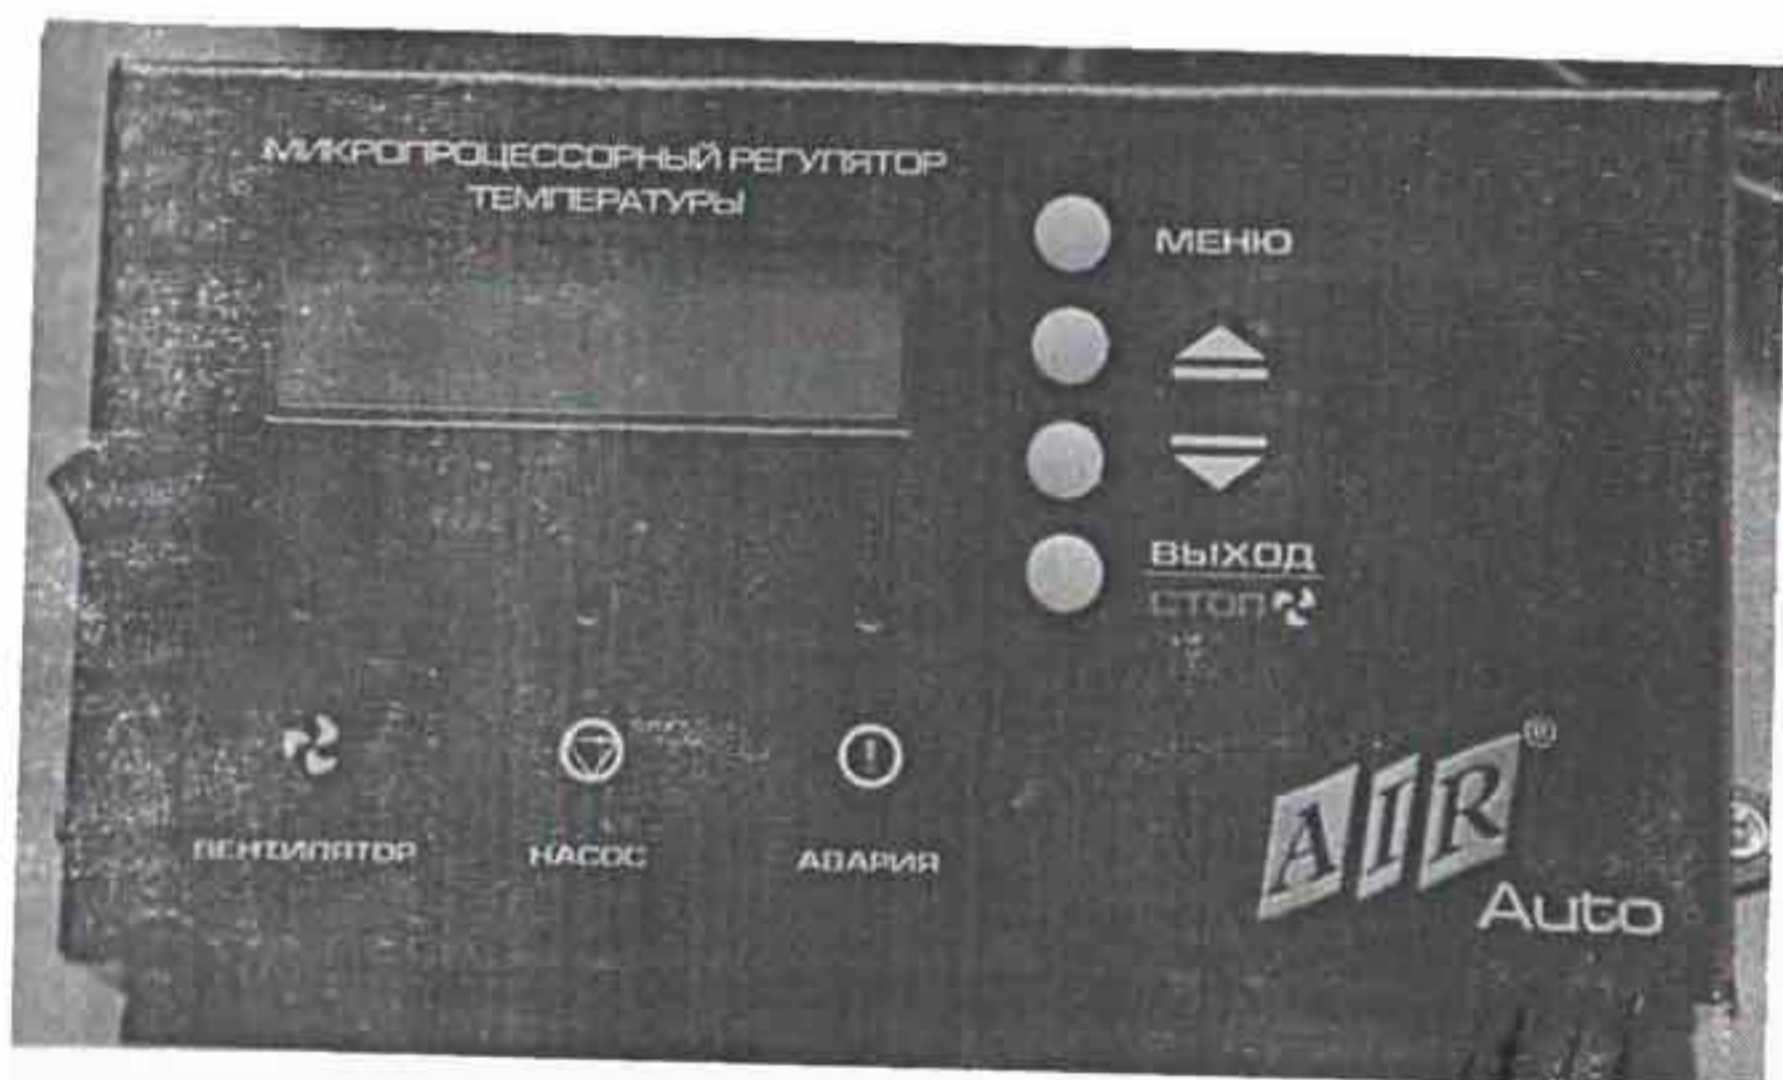 МИКРОПРОЦЕССОРНЫЙ РЕГУЛЯТОР
ТЕМПЕРАТУРЫ
МЕНЮ
ВЫХОД
СТОП
ВЕНТИЛЯТОР
НАСОС
АВАРИЯ
AIR®
Auto